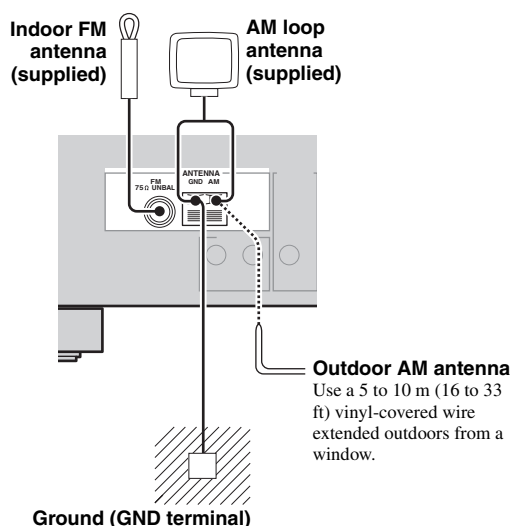 Indoor FM
antenna
(supplied)
AM loop
antenna
(supplied)
ANTENNA
FM
75Ω UNBAL
GND AM
Outdoor AM antenna
Use a 5 to 10 m (16 to 33
ft) vinyl-covered wire
extended outdoors from a
window.
Ground (GND terminal)